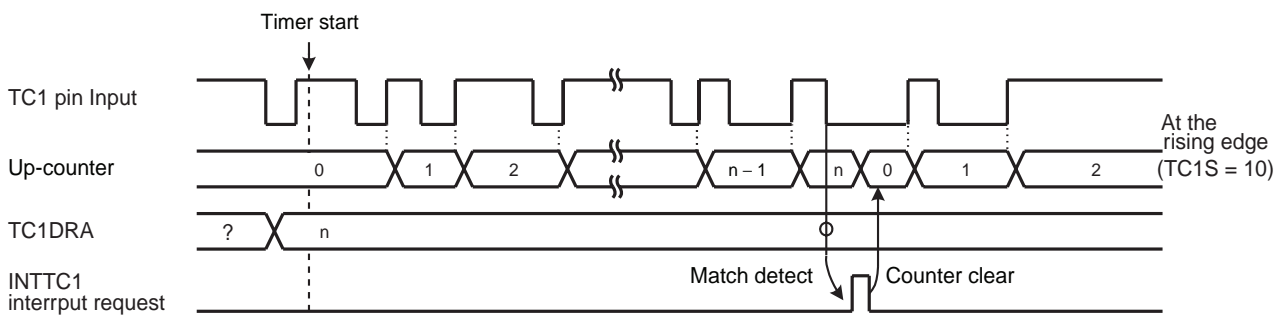 Timer start
TC1 pin Input
At the
rising edge
(TC1S = 10)
Up-counter
0
1
2
n – 1
n
0
1
2
TC1DRA
?
n
Match detect
Counter clear
INTTC1
interrput request